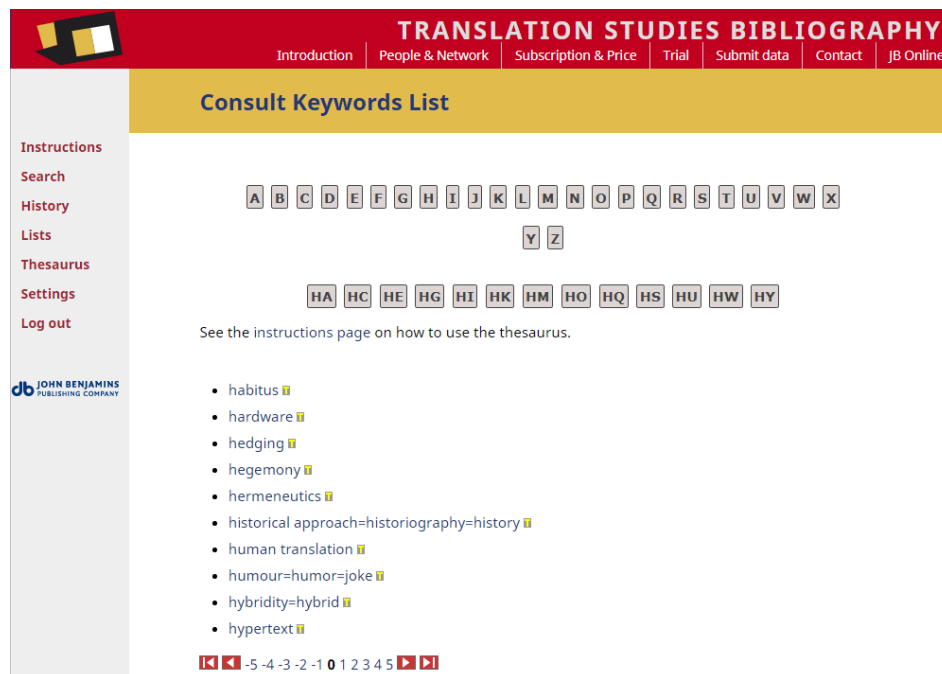 TRANSLATION STUDIES BIBLIOGRAPHY
Introduction People & Network Subscription & Price Trial Submit data Contact JB Online
Consult Keywords List
Instructions
Search
History
Lists
Thesaurus
Settings
Log out
JOHN BENJAMINS
PUBLISHING COMPANY
A B C D E F G H I J K L M N O P Q R S T U V W X
Y Z
HA HC HE HG HI HK HM HO HQ HS HU HW HY
See the instructions page on how to use the thesaurus.
habitus T
hardware T
hedging T
hegemony T
hermeneutics T
historical approach=historiography=history T
human translation T
humour=humor=joke T
hybridity=hybrid T
hypertext T
-5 -4 -3 -2 -1 0 1 2 3 4 5